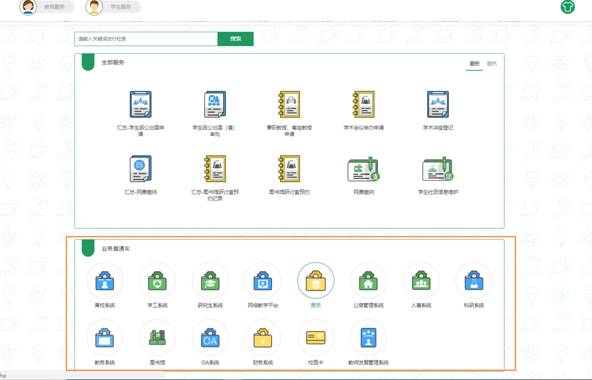 教师服务
学生服务
请输入关键词进行检索
搜索
全部服务
最新
最热
汇总-学生因公出国申
请
学生因公出国（境）
审批
兼职教授、客座教授
申请
学术会议举办申请
学术讲座登记
汇总-网费缴纳
汇总-图书馆研讨室预
约记录
图书馆研讨室预约
网费缴纳
学生社团信息维护
业务直通车
离校系统
学工系统
研究生系统
网络教学平台
公寓管理系统
人事系统
科研系统
教务系统
图书馆
OA系统
财务系统
校园卡
教师发展管理系统